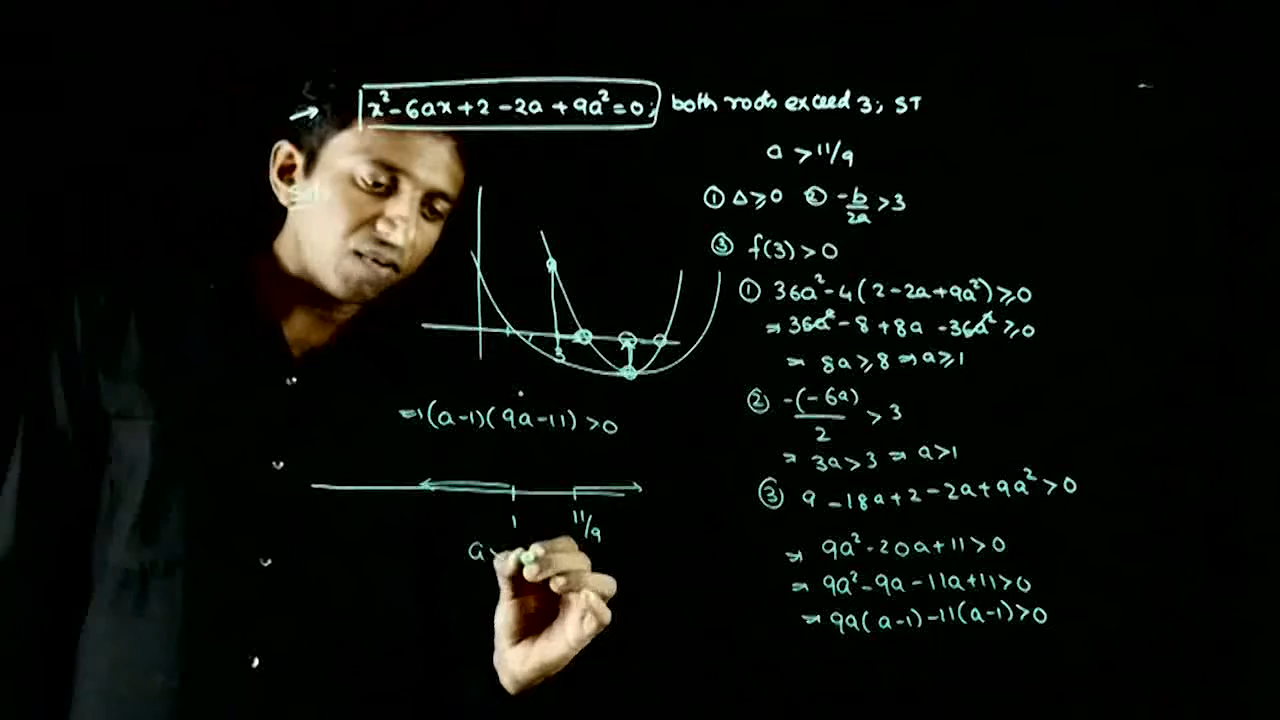 → x² - 6ax + 2 - 2a + 9a² = 0; both roots exceed 3; ST
a > 11/9
① Δ ≥ 0 ② -b/2a > 3
③ f(3) > 0
① 36a² - 4(2 - 2a + 9a²) ≥ 0
⇒ 36a² - 8 + 8a - 36a² ≥ 0
⇒ 8a ≥ 8 ⇒ a ≥ 1
② -(-6a)/2 > 3
⇒ 3a > 3 ⇒ a > 1
③ 9 - 18a + 2 - 2a + 9a² > 0
⇒ 9a² - 20a + 11 > 0
⇒ 9a² - 9a - 11a + 11 > 0
⇒ 9a(a-1) - 11(a-1) > 0
3
⇒ (a-1)(9a-11) > 0
1 11/9
a